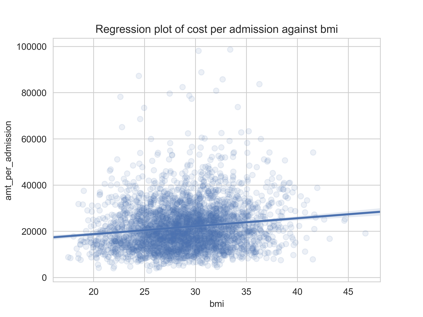 Regression plot of cost per admission against bmi
amt_per_admission
100000
80000
60000
40000
20000
0
20 25 30 35 40 45
bmi